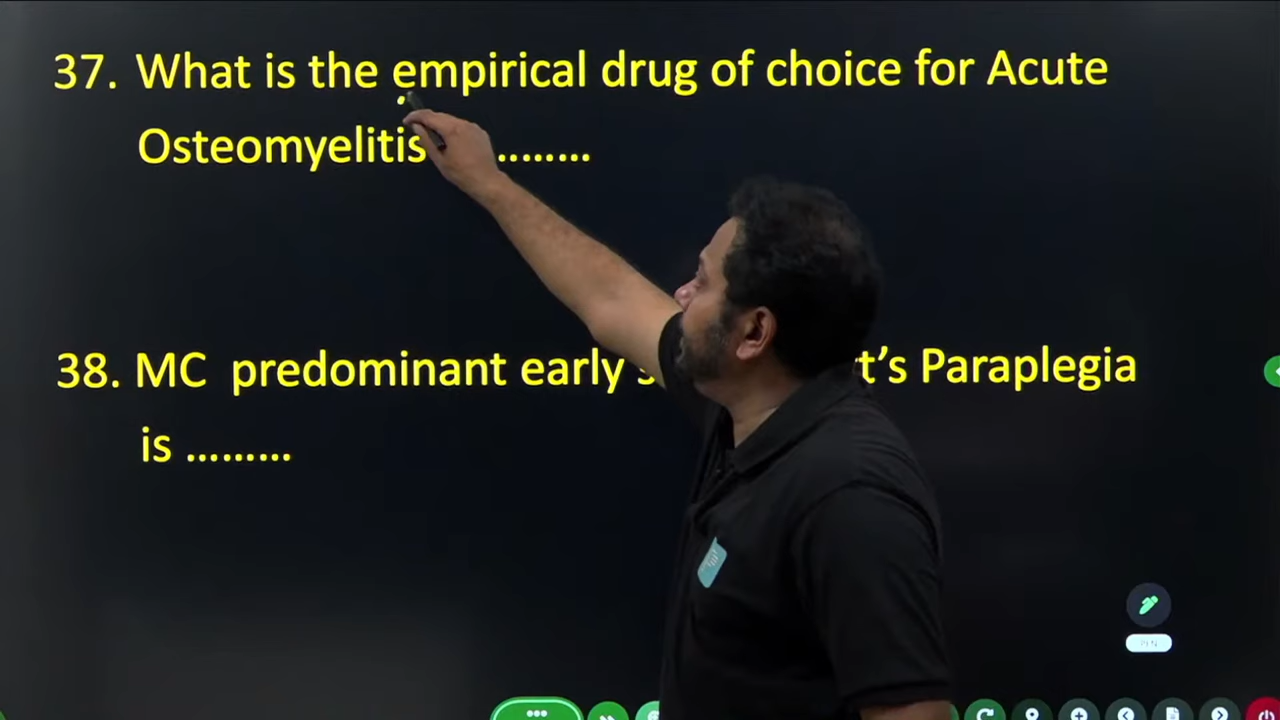 37. What is the empirical drug of choice for Acute
Osteomyelitis .........
38. MC predominant early Paraplegia
is .........